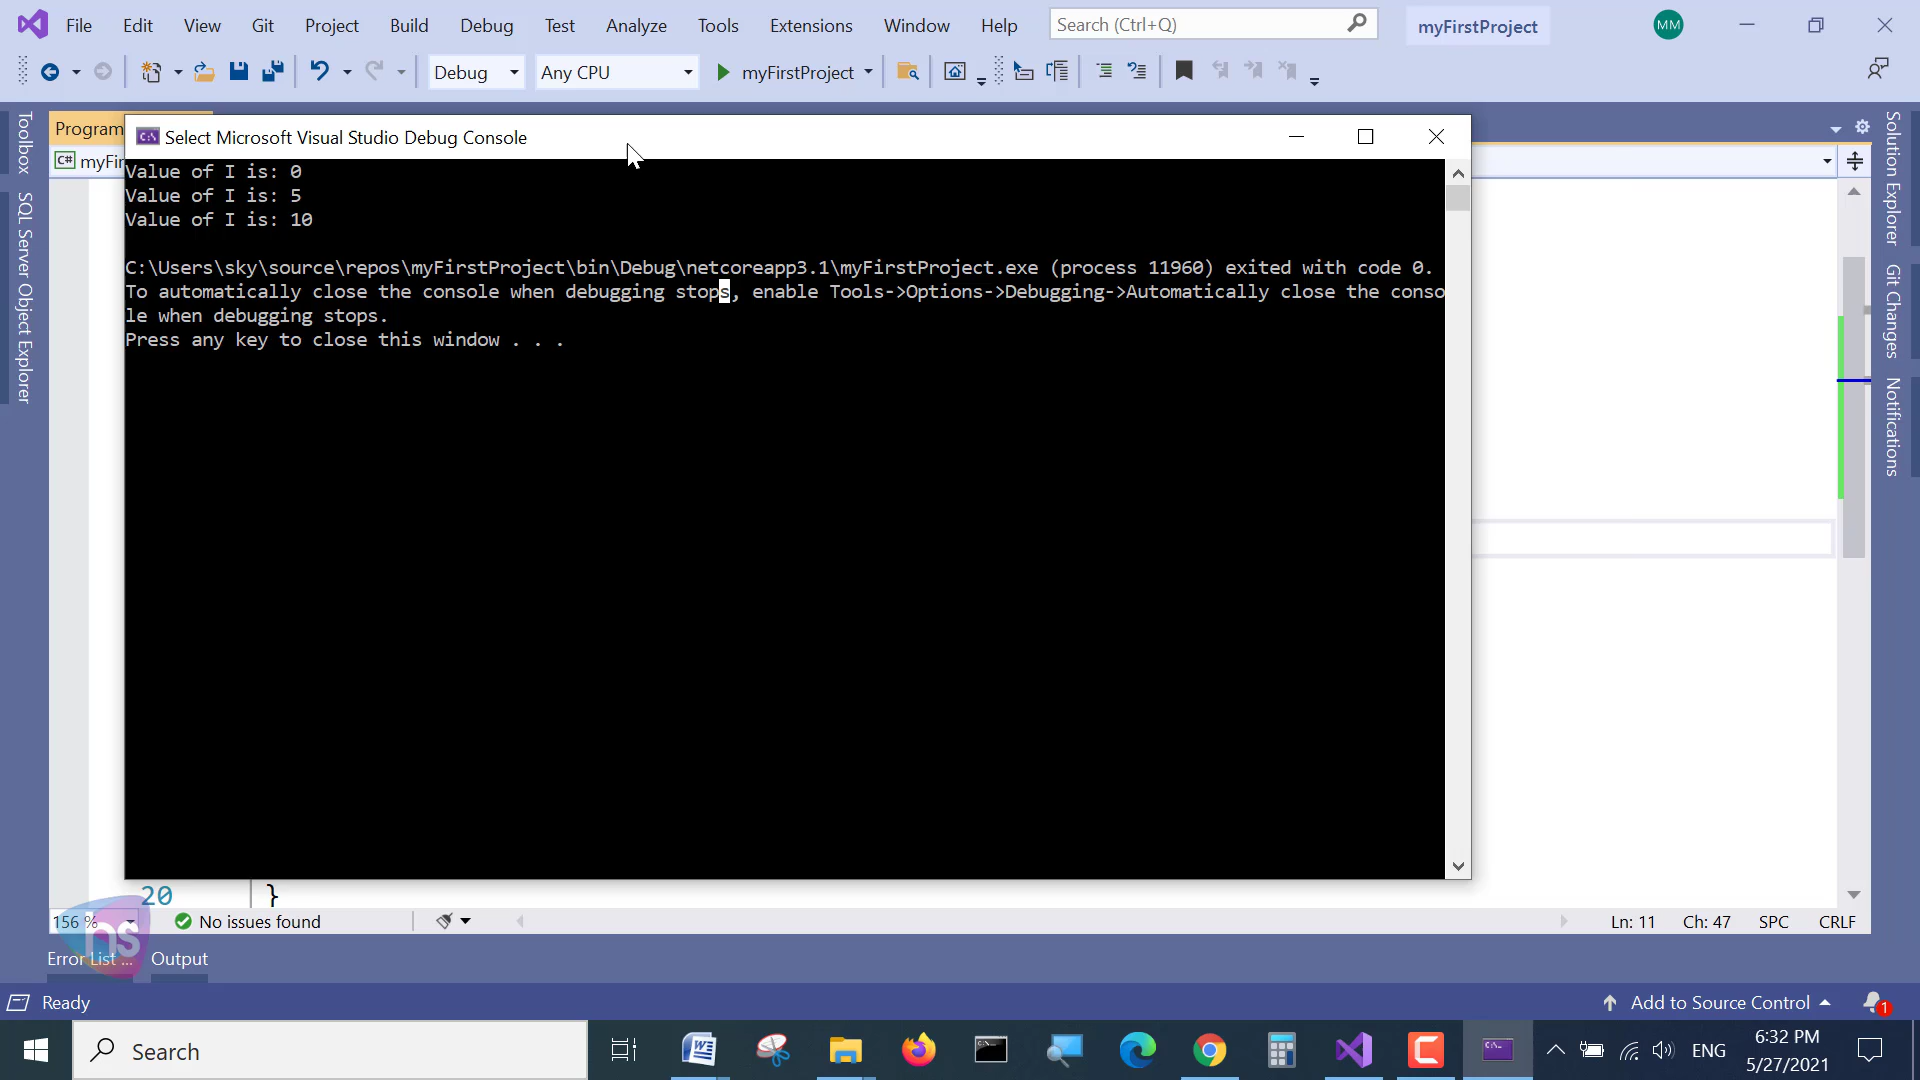 File Edit View Git Project Build Debug Test Analyze Tools Extensions Window Help Search (Ctrl+Q) myFirstProject MM
Debug Any CPU myFirstProject
Toolbox
SQL Server Object Explorer
Program
C# myFir
Select Microsoft Visual Studio Debug Console
Value of I is: 0
Value of I is: 5
Value of I is: 10
C:\Users\sky\source\repos\myFirstProject\bin\Debug\netcoreapp3.1\myFirstProject.exe (process 11960) exited with code 0.
To automatically close the console when debugging stops, enable Tools->Options->Debugging->Automatically close the conso
le when debugging stops.
Press any key to close this window . . .
Solution Explorer
Git Changes
Notifications
20 }
156 % No issues found Ln: 11 Ch: 47 SPC CRLF
ns
Error List ... Output
Ready Add to Source Control 1
Search ENG 6:32 PM
5/27/2021